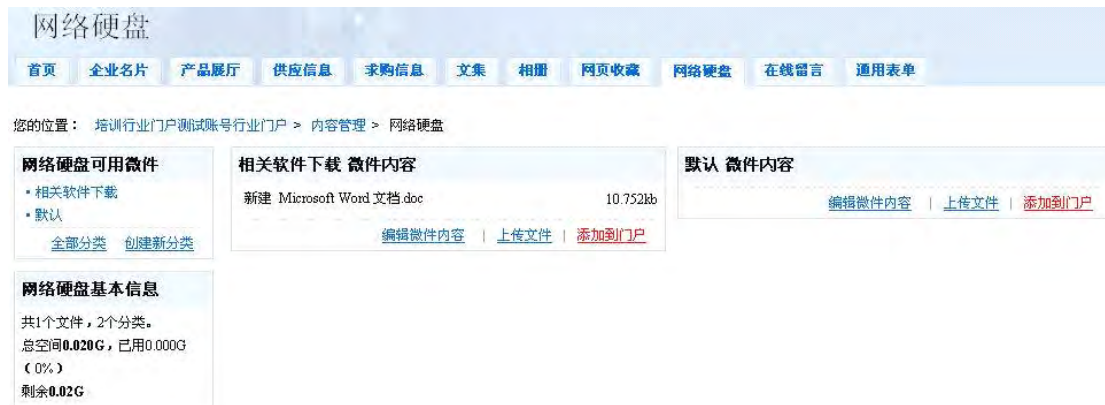 网络硬盘
首页 企业名片 产品展厅 供应信息 求购信息 文集 相册 网页收藏 网络硬盘 在线留言 通用表单
您的位置： 培训行业门户测试账号行业门户 > 内容管理 > 网络硬盘
网络硬盘可用微件
•相关软件下载
•默认
全部分类 创建新分类
网络硬盘基本信息
共1个文件，2个分类。
总空间0.020G，已用0.000G
（0%）
剩余0.02G
相关软件下载 微件内容
新建 Microsoft Word 文档.doc 10.752kb
编辑微件内容 | 上传文件 | 添加到门户
默认 微件内容
编辑微件内容 | 上传文件 | 添加到门户